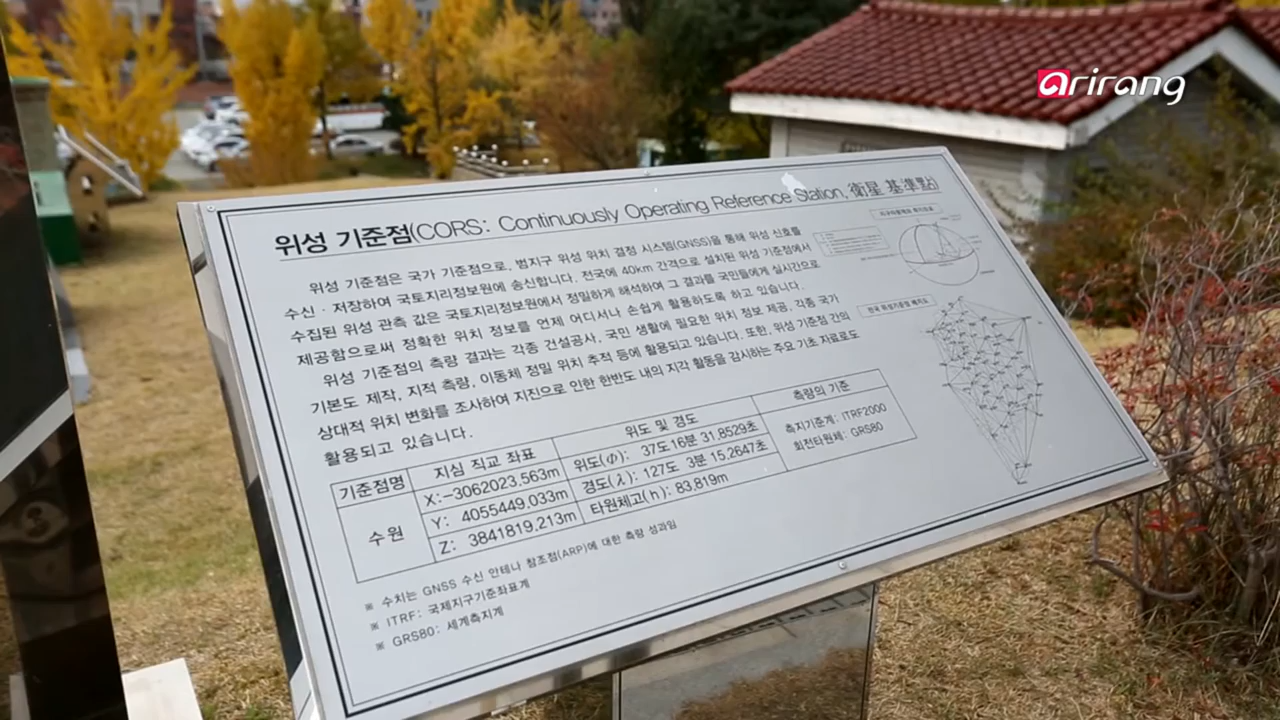 arirang
위성 기준점(CORS: Continuously Operating Reference Station, 衛星 基準點)
위성 기준점은 국가 기준점으로, 범지구 위성 위치 결정 시스템(GNSS)을 통해 위성 신호를
수신 · 저장하여 국토지리정보원에 송신합니다. 전국에 40km 간격으로 설치된 위성 기준점에서
수집된 위성 관측 값은 국토지리정보원에서 정밀하게 해석하여 그 결과를 국민들에게 실시간으로
제공함으로써 정확한 위치 정보를 언제 어디서나 손쉽게 활용하도록 하고 있습니다.
위성 기준점의 측량 결과는 각종 건설공사, 국민 생활에 필요한 위치 정보 제공, 각종 국가
기본도 제작, 지적 측량, 이동체 정밀 위치 추적 등에 활용되고 있습니다. 또한, 위성 기준점 간의
상대적 위치 변화를 조사하여 지진으로 인한 한반도 내의 지각 활동을 감시하는 주요 기초 자료로도
활용되고 있습니다.
기준점명 지심 직교 좌표 위도 및 경도 측량의 기준
수원
X:-3062023.563m 위도(Φ): 37도16분 31.8529초 측지기준계: ITRF2000
Y: 4055449.033m 경도(λ): 127도 3분 15.2647초 회전타원체: GRS80
Z: 3841819.213m 타원체고(h): 83.819m
※ 수치는 GNSS 수신 안테나 참조점(ARP)에 대한 측량 성과임
※ ITRF: 국제지구기준좌표계
※ GRS80: 세계측지계
전국 위성기준점 배치도